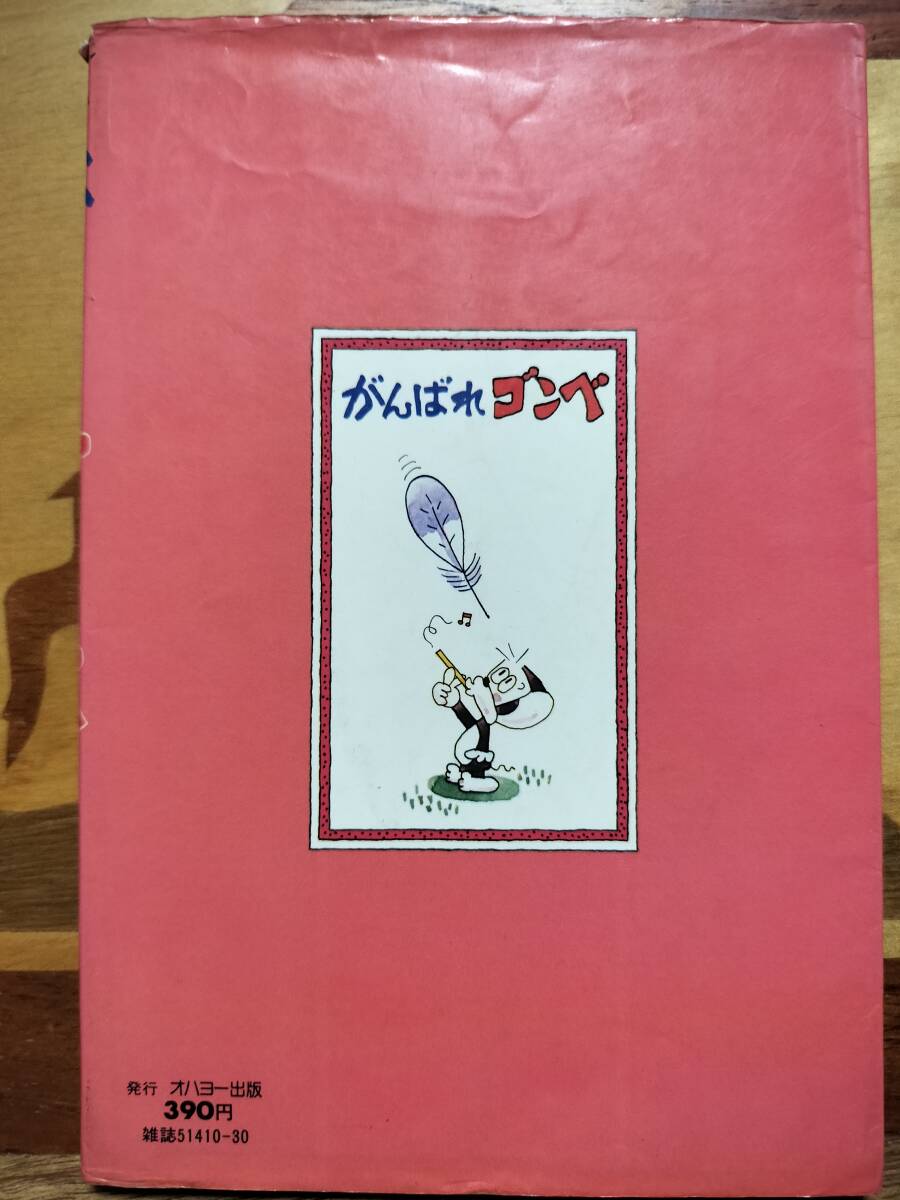 がんばれゴンベ
発行 オハヨー出版
390円
雑誌51410-30